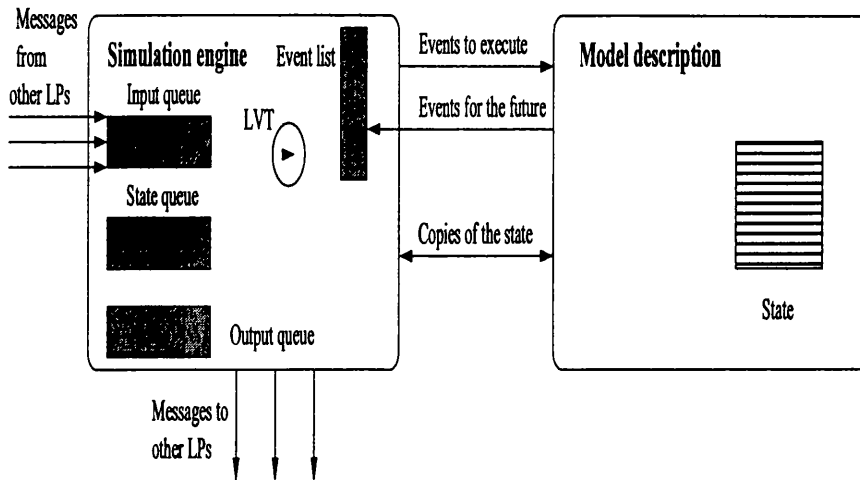 Messages
from
other LPs
Simulation engine
Event list
Input queue
LVT
State queue
Output queue
Messages to
other LPs
Events to execute
Events for the future
Copies of the state
Model description
State